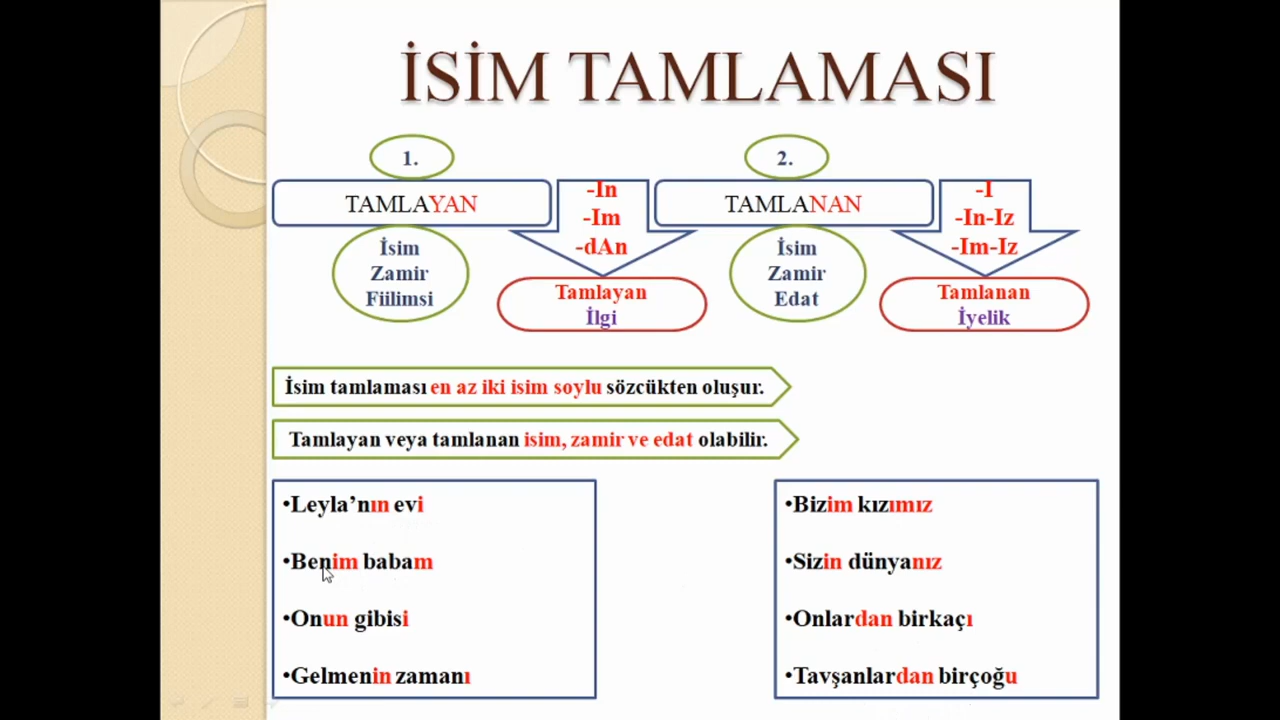 İSİM TAMLAMASI
1.
2.
TAMLAYAN
-In
-Im
-dAn
TAMLANAN
-I
-In-Iz
-Im-Iz
İsim
Zamir
Fiilimsi
Tamlayan
İlgi
İsim
Zamir
Edat
Tamlanan
İyelik
İsim tamlaması en az iki isim soylu sözcükten oluşur.
Tamlayan veya tamlanan isim, zamir ve edat olabilir.
•Leyla’nın evi
•Benim babam
•Onun gibisi
•Gelmenin zamanı
•Bizim kızımız
•Sizin dünyanız
•Onlardan birkaçı
•Tavşanlardan birçoğu